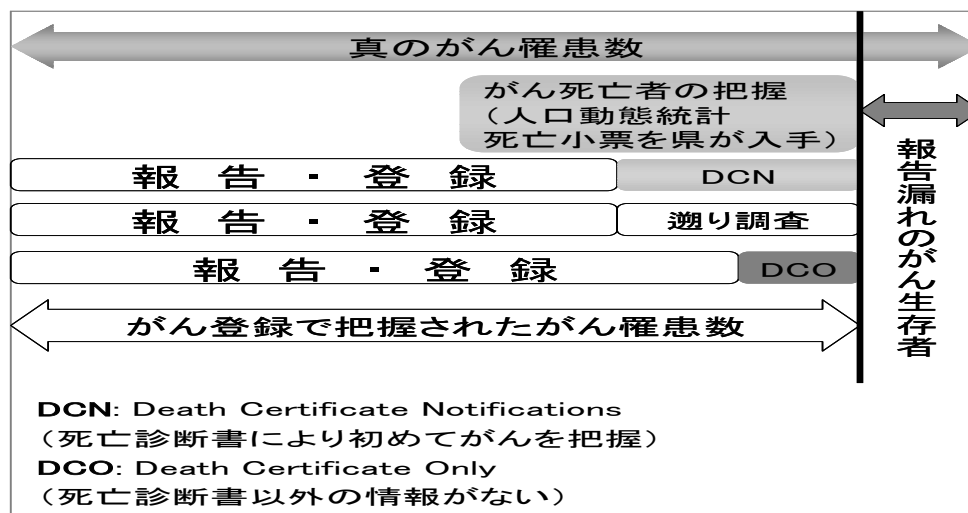 真のがん罹患数
がん死亡者の把握
（人口動態統計
死亡小票を県が入手）
報告・登録
DCN
報告・登録
遡り調査
報告・登録
DCO
がん登録で把握されたがん罹患数
報告漏れのがん生存者
DCN: Death Certificate Notifications
（死亡診断書により初めてがんを把握）
DCO: Death Certificate Only
（死亡診断書以外の情報がない）